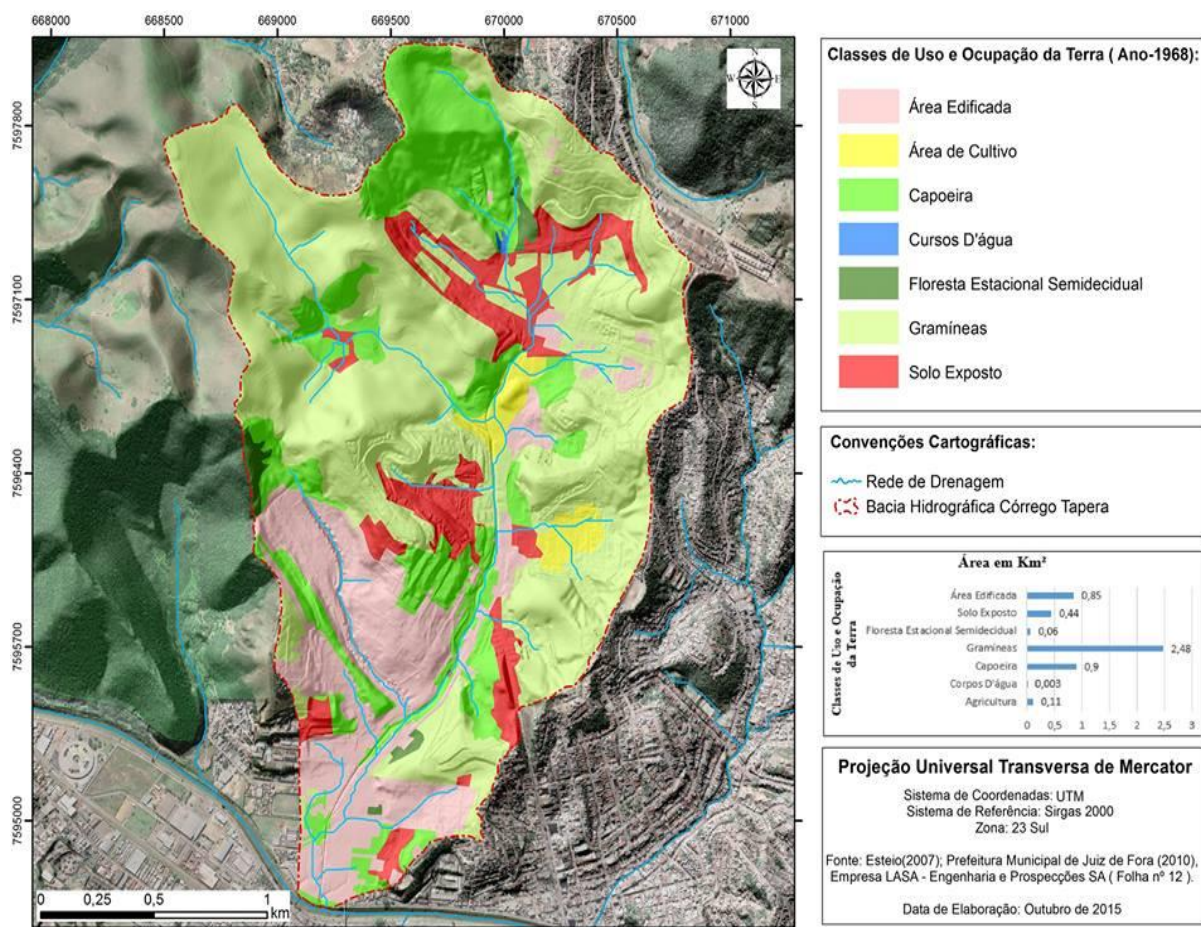 668000 668500 669000 669500 670000 670500 671000
7597800
7597100
7596400
7595700
7595000
N
W E
S
0 0,25 0,5 1
km
Classes de Uso e Ocupação da Terra ( Ano-1968):
Área Edificada
Área de Cultivo
Capoeira
Cursos D'água
Floresta Estacional Semidecidual
Gramíneas
Solo Exposto
Convenções Cartográficas:
Rede de Drenagem
Bacia Hidrográfica Córrego Tapera
Área em Km²
Classes de Uso e Ocupação
da Terra
Área Edificada 0,85
Solo Exposto 0,44
Floresta Estacional Semidecidual 0,06
Gramíneas 2,48
Capoeira 0,9
Corpos D'água 0,003
Agricultura 0,11
0 0,5 1 1,5 2 2,5 3
Projeção Universal Transversa de Mercator
Sistema de Coordenadas: UTM
Sistema de Referência: Sirgas 2000
Zona: 23 Sul
Fonte: Esteio(2007); Prefeitura Municipal de Juiz de Fora (2010),
Empresa LASA - Engenharia e Prospecções SA ( Folha nº 12 ).
Data de Elaboração: Outubro de 2015